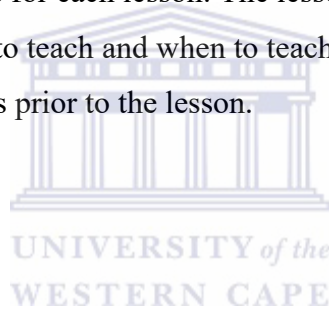 for each lesson. The lesso
to teach and when to teach
s prior to the lesson.
UNIVERSITY of the
WESTERN CAPE